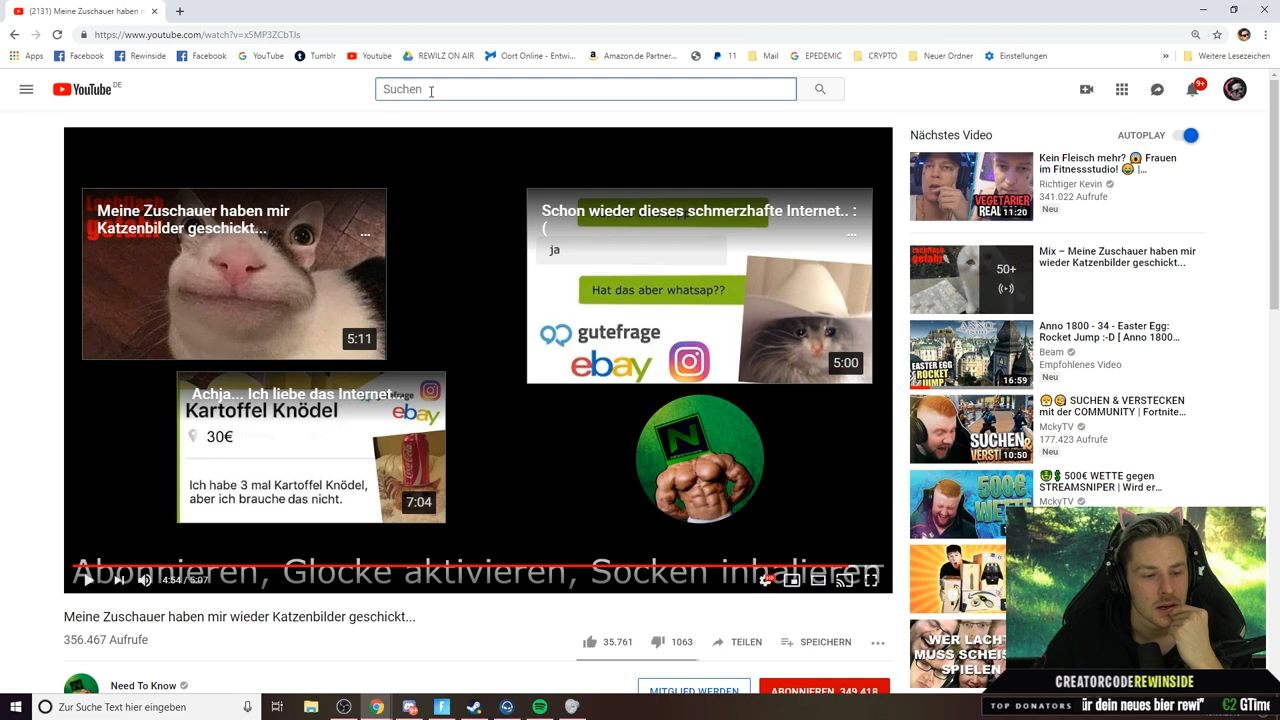 (2131) Meine Zuschauer haben m
https://www.youtube.com/watch?v=x5MP3ZCbTJs
Apps
Facebook
Rewinside
Facebook
YouTube
Tumblr
Youtube
REWILZ ON AIR
Oort Online - Entwi...
Amazon.de Partner...
11
Mail
EPEDEMIC
CRYPTO
Neuer Ordner
Einstellungen
»
Weitere Lesezeichen
YouTube DE
Suchen
9+
Meine Zuschauer haben mir
Katzenbilder geschickt...
...
5:11
Schon wieder dieses schmerzhafte Internet.. :
(
...
ja
Hat das aber whatsap??
gutefrage
ebay
5:00
Achja... Ich liebe das Internet...
Kartoffel Knödel
30€
Ich habe 3 mal Kartoffel Knödel,
aber ich brauche das nicht.
ebay
7:04
N
Abonnieren, Glocke aktivieren, Socken inhalieren
4:54 / 5:07
Meine Zuschauer haben mir wieder Katzenbilder geschickt...
356.467 Aufrufe
35.761
1063
TEILEN
SPEICHERN
Need To Know
MITGLIED WERDEN
ABONNIEREN 349.418
Nächstes Video
AUTOPLAY
VEGETARIER
11:20
Kein Fleisch mehr? 😱 Frauen
im Fitnessstudio! 😂 |...
Richtiger Kevin
341.022 Aufrufe
Neu
50+
Mix – Meine Zuschauer haben mir
wieder Katzenbilder geschickt...
EASTER EGG
ROCKET
JUMP
16:59
Anno 1800 - 34 - Easter Egg:
Rocket Jump :-D [ Anno 1800...
Beam
Empfohlenes Video
Neu
SUCHEN
10:50
SUCHEN & VERSTECKEN
mit der COMMUNITY | Fortnite...
MckyTV
177.423 Aufrufe
Neu
500€
WETTE
500€ WETTE gegen
STREAMSNIPER | Wird er...
MckyTV
WER LACHT
MUSS SCHEIS
SPIELEN
CREATORCODEREWINSIDE
TOP DONATORS
ür dein neues bier rewi"
€2 GTime
Zur Suche Text hier eingeben